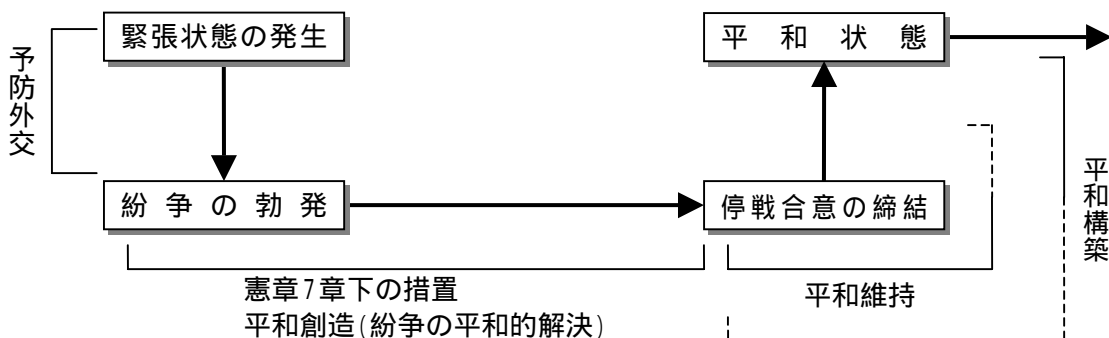 緊張状態の発生
平和状態
予防外交
紛争の勃発
停戦合意の締結
平和構築
憲章7章下の措置
平和創造(紛争の平和的解決)
平和維持